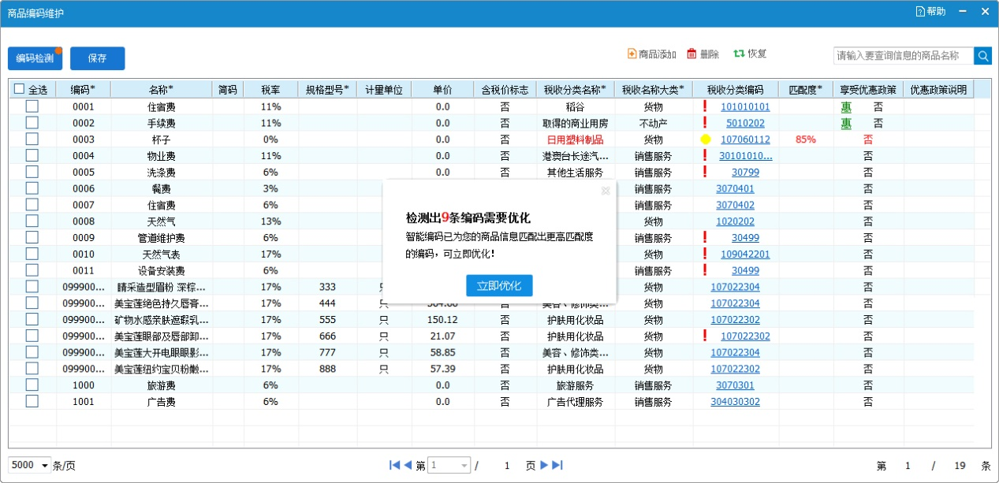 商品编码维护 帮助
编码检测 保存 商品添加 删除 恢复 请输入要查询信息的商品名称
全选 编码* 名称* 简码 税率 规格型号* 计量单位 单价 含税价标志 税收分类名称* 税收名称大类* 税收分类编码 匹配度* 享受优惠政策 优惠政策说明
0001 住宿费 11% 0.0 否 稻谷 货物 ! 101010101 惠 否
0002 手续费 11% 0.0 否 取得的商业用房 不动产 ! 5010202 惠 否
0003 杯子 0% 0.0 否 日用塑料制品 货物 107060112 85% 否
0004 物业费 11% 0.0 否 港澳台长途汽... 销售服务 ! 30101010... 否
0005 洗涤费 6% 0.0 否 其他生活服务 销售服务 ! 30799 否
0006 餐费 3% 销售服务 3070401 否
0007 住宿费 6% 销售服务 3070402 否
0008 天然气 13% 货物 1020202 否
0009 管道维护费 6% 销售服务 ! 30499 否
0010 天然气表 17% 货物 ! 109042201 否
0011 设备安装费 6% 销售服务 ! 30499 否
检测出9条编码需要优化
智能编码已为您的商品信息匹配出更高匹配度
的编码，可立即优化！
立即优化
099900... 睛采造型眉粉 深棕... 17% 333 货物 107022304 否
099900... 美宝莲绝色持久唇膏... 17% 444 只 否 美容、修饰类... 货物 107022304 否
099900... 矿物水感亲肤遮瑕乳... 17% 555 只 150.12 否 护肤用化妆品 货物 107022302 否
099900... 美宝莲眼部及唇部卸... 17% 666 只 21.07 否 护肤用化妆品 货物 ! 107022302 否
099900... 美宝莲大开电眼眼影... 17% 777 只 58.85 否 美容、修饰类... 货物 107022304 否
099900... 美宝莲纽约宝贝粉嫩... 17% 888 只 57.39 否 护肤用化妆品 货物 107022302 否
1000 旅游费 6% 0.0 否 旅游服务 销售服务 3070301 否
1001 广告费 6% 0.0 否 广告代理服务 销售服务 304030302 否
5000 条/页 第 1 / 1 页 第 1 / 19 条